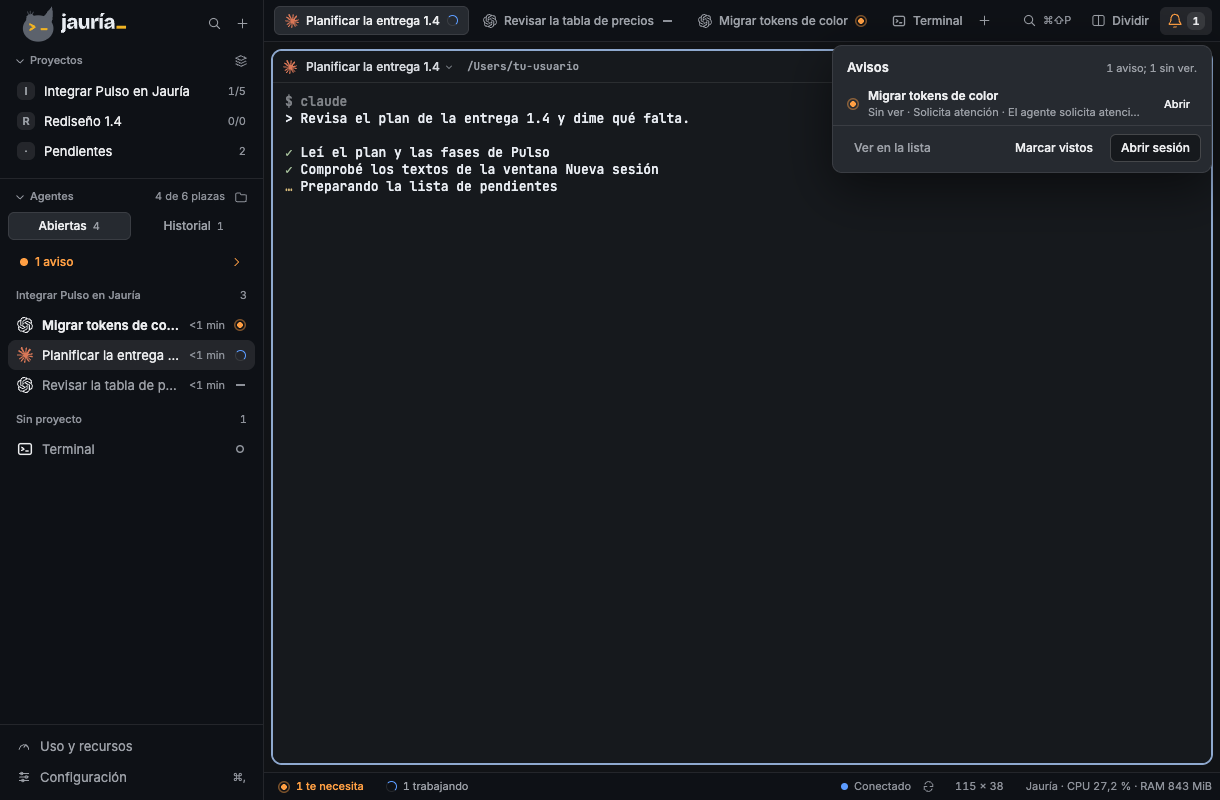 jauría_
Proyectos
I Integrar Pulso en Jauría 1/5
R Rediseño 1.4 0/0
· Pendientes 2
Agentes 4 de 6 plazas
Abiertas 4 Historial 1
1 aviso
Integrar Pulso en Jauría 3
Migrar tokens de co... <1 min
Planificar la entrega ... <1 min
Revisar la tabla de p... <1 min
Sin proyecto 1
Terminal
Uso y recursos
Configuración ⌘,
Planificar la entrega 1.4 Revisar la tabla de precios Migrar tokens de color Terminal ⌘⇧P Dividir 1
Planificar la entrega 1.4 /Users/tu-usuario
$ claude
> Revisa el plan de la entrega 1.4 y dime qué falta.
✓ Leí el plan y las fases de Pulso
✓ Comprobé los textos de la ventana Nueva sesión
… Preparando la lista de pendientes
Avisos 1 aviso; 1 sin ver.
Migrar tokens de color
Sin ver · Solicita atención · El agente solicita atenci...
Abrir
Ver en la lista Marcar vistos Abrir sesión
1 te necesita 1 trabajando Conectado 115 × 38 Jauría · CPU 27,2 % · RAM 843 MiB